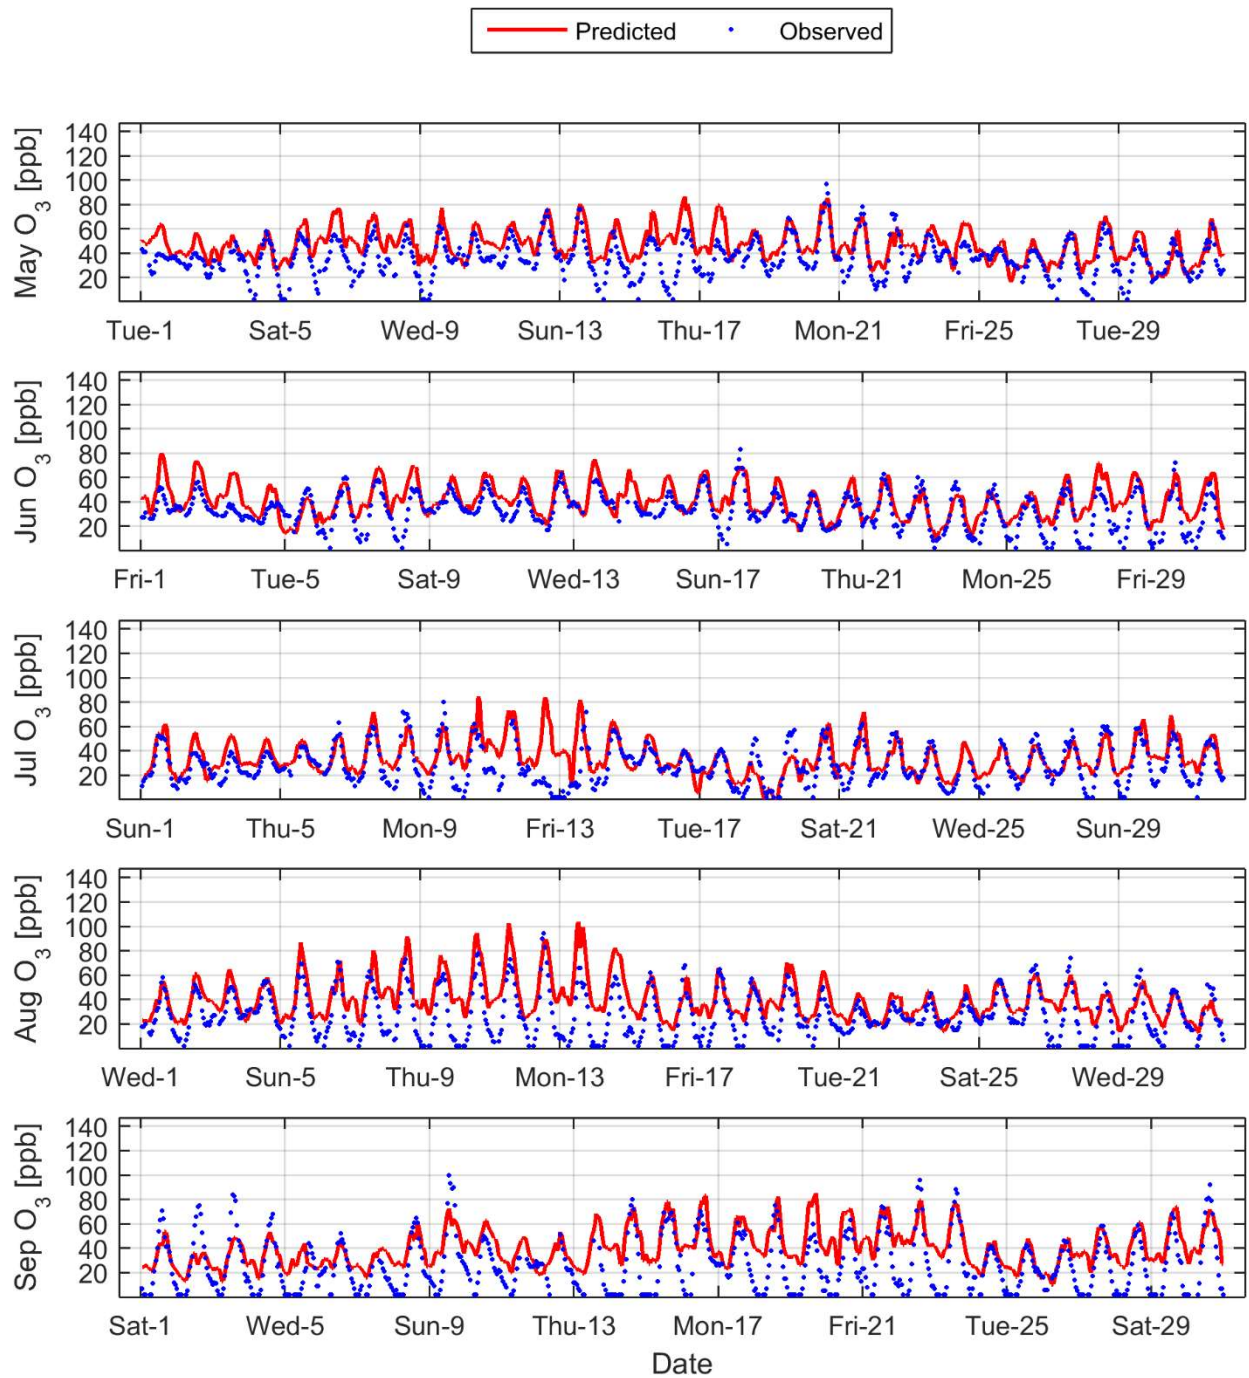 Predicted Observed
May O3 [ppb]
140
120
100
80
60
40
20
Tue-1 Sat-5 Wed-9 Sun-13 Thu-17 Mon-21 Fri-25 Tue-29
Jun O3 [ppb]
140
120
100
80
60
40
20
Fri-1 Tue-5 Sat-9 Wed-13 Sun-17 Thu-21 Mon-25 Fri-29
Jul O3 [ppb]
140
120
100
80
60
40
20
Sun-1 Thu-5 Mon-9 Fri-13 Tue-17 Sat-21 Wed-25 Sun-29
Aug O3 [ppb]
140
120
100
80
60
40
20
Wed-1 Sun-5 Thu-9 Mon-13 Fri-17 Tue-21 Sat-25 Wed-29
Sep O3 [ppb]
140
120
100
80
60
40
20
Sat-1 Wed-5 Sun-9 Thu-13 Mon-17 Fri-21 Tue-25 Sat-29
Date